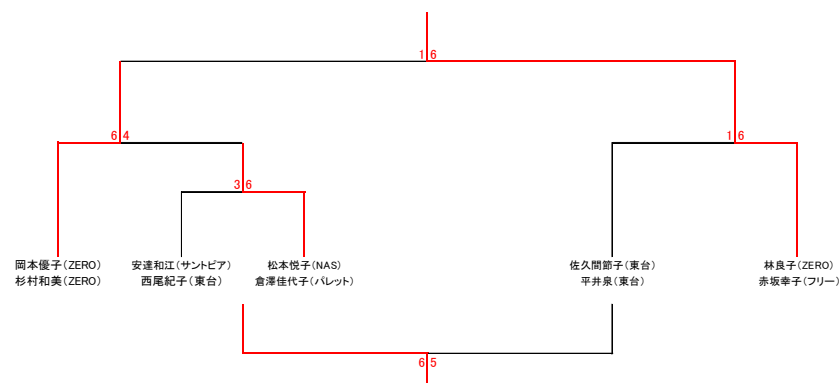 1 6
6 4
1 6
3 6
岡本優子(ZERO)
杉村和美(ZERO)
安達和江(サントピア)
西尾紀子(東台)
松本悦子(NAS)
倉澤佳代子(パレット)
佐久間節子(東台)
平井泉(東台)
林良子(ZERO)
赤坂幸子(フリー)
6 5